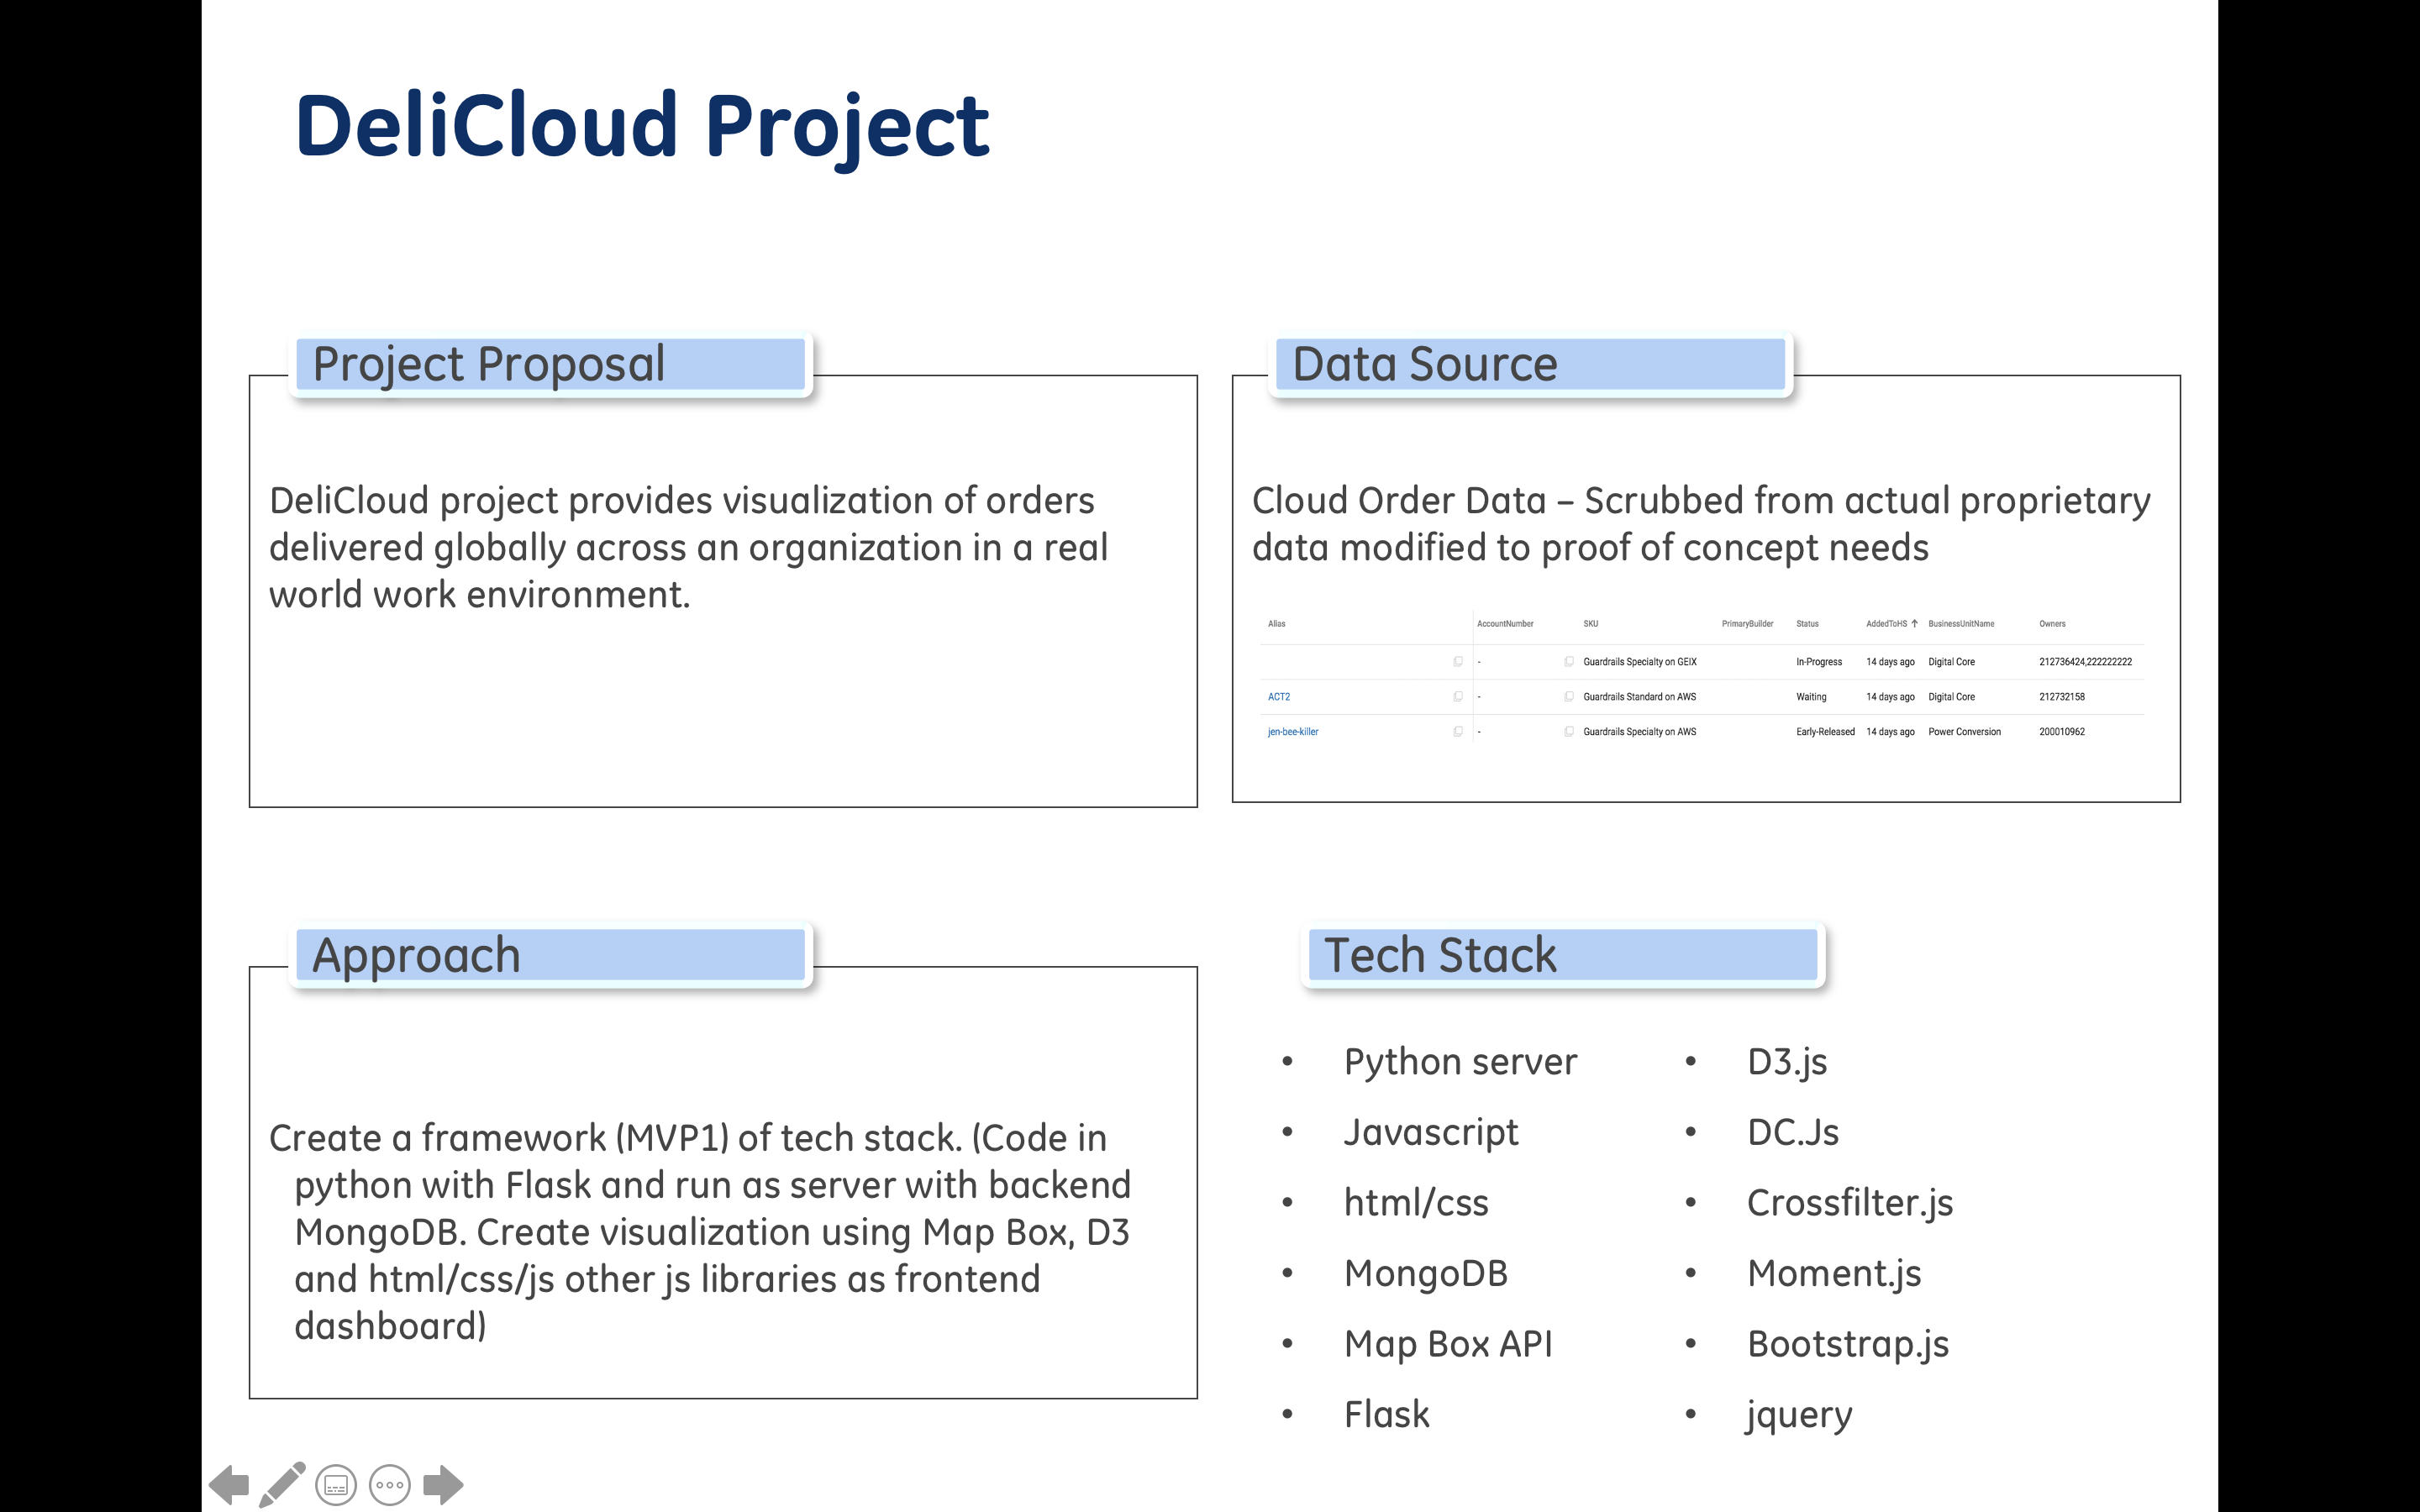 DeliCloud Project
Project Proposal
DeliCloud project provides visualization of orders
delivered globally across an organization in a real
world work environment.
Data Source
Cloud Order Data – Scrubbed from actual proprietary
data modified to proof of concept needs
Alias AccountNumber SKU PrimaryBuilder Status AddedToHS ↑ BusinessUnitName Owners
- Guardrails Specialty on GEIX In-Progress 14 days ago Digital Core 212736424,222222222
ACT2 - Guardrails Standard on AWS Waiting 14 days ago Digital Core 212732158
jen-bee-killer - Guardrails Specialty on AWS Early-Released 14 days ago Power Conversion 200010962
Approach
Create a framework (MVP1) of tech stack. (Code in
python with Flask and run as server with backend
MongoDB. Create visualization using Map Box, D3
and html/css/js other js libraries as frontend
dashboard)
Tech Stack
• Python server
• Javascript
• html/css
• MongoDB
• Map Box API
• Flask
• D3.js
• DC.Js
• Crossfilter.js
• Moment.js
• Bootstrap.js
• jquery